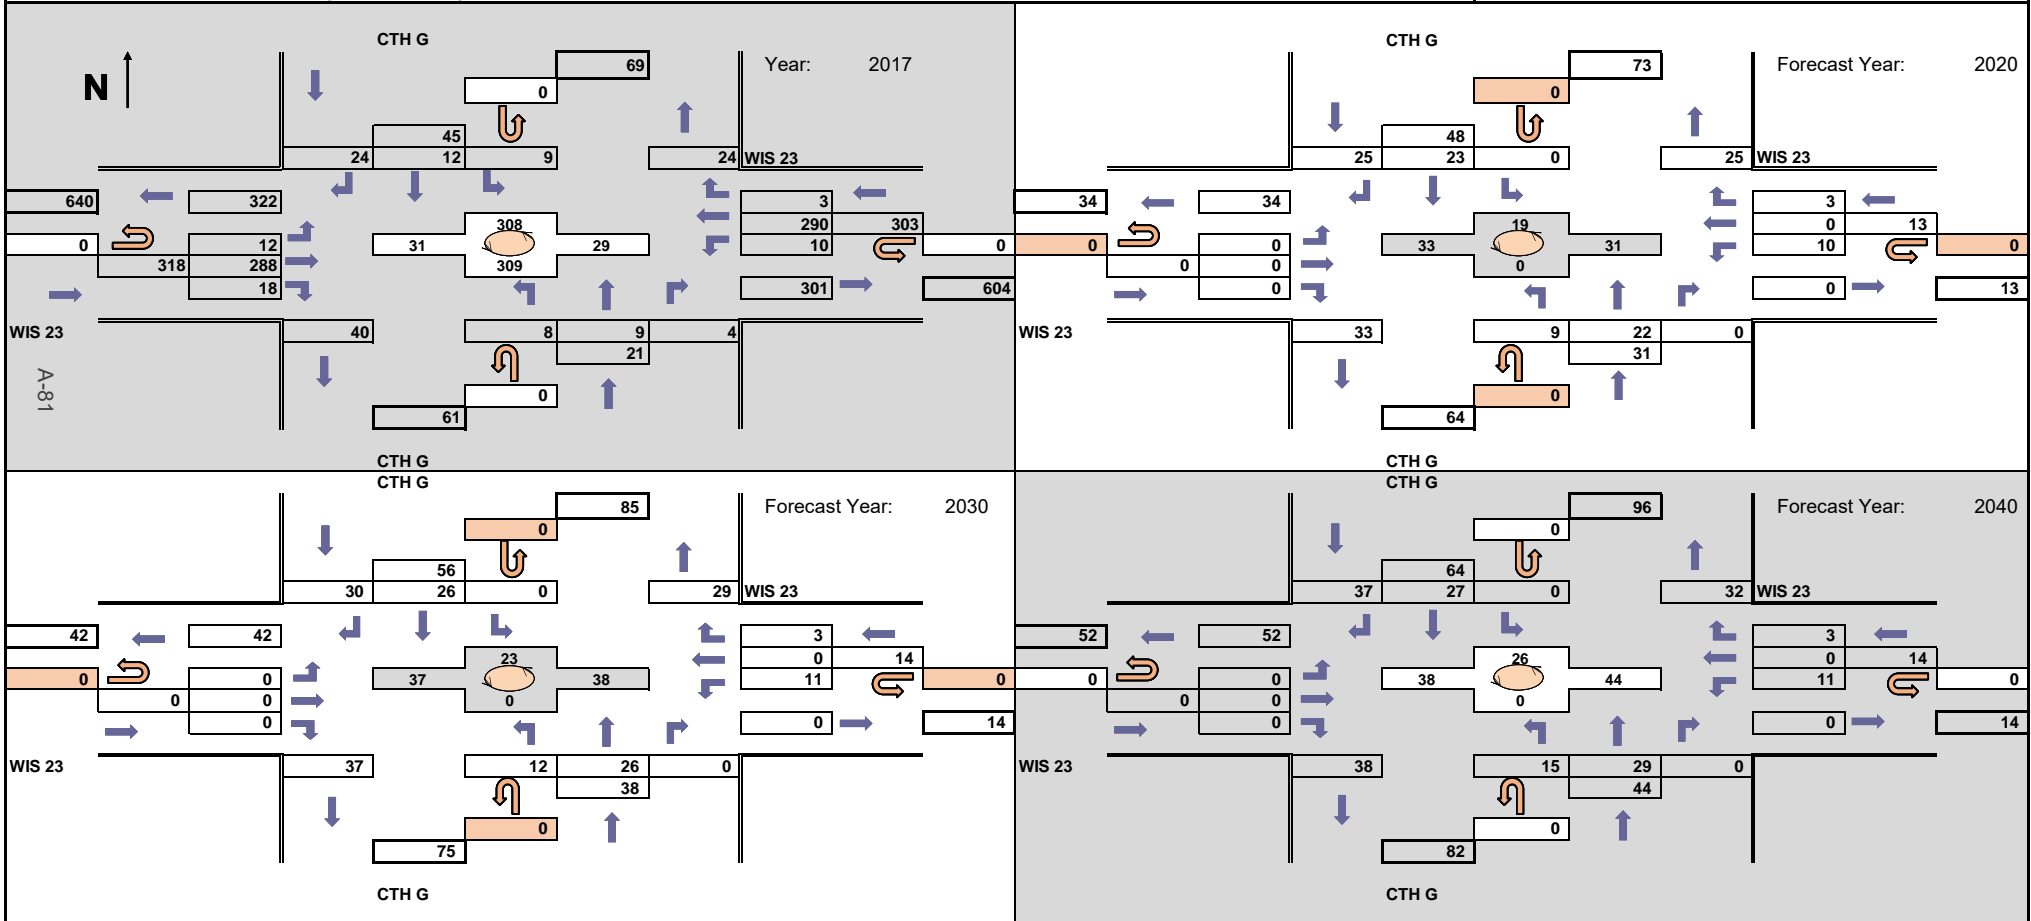 CTH G
N
Year: 2017
69
0
45
24 12 9
24 WIS 23
640 322
3
290 303
308
31 29
309
0
12
10
0
318 288
18
301 604
WIS 23
40
8 9 4
21
0
61
A-81
CTH G
CTH G
Forecast Year: 2020
73
0
48
25 23 0
25 WIS 23
34 34
3
0 13
19
33 31
0
0
0
10
0
0 0
0
0 13
WIS 23
33
9 22 0
31
0
64
CTH G
CTH G
Forecast Year: 2030
85
0
56
30 26 0
29 WIS 23
42 42
3
0 14
23
37 38
0
0
0
11
0
0 0
0
0 14
WIS 23
37
12 26 0
38
0
75
CTH G
CTH G
Forecast Year: 2040
96
0
64
37 27 0
32 WIS 23
52 52
3
0 14
26
38 44
0
0
0
11
0
0 0
0
0 14
WIS 23
38
15 29 0
44
0
82
CTH G